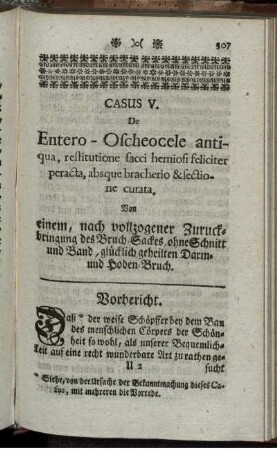 307
CASUS V.
De
Entero - Oscheocele anti-
qua, restitutione sacci herniosi feliciter
peracta, absque bracherio & sectio-
ne curata.
Von
einem, nach vollzogener Zuruck-
bringung des Bruch Sackes, ohne Schnitt
und Band, glücklich geheilten Darm-
und Hoden-Bruch.
Vorbericht.
Daß * der weise Schöpffer bey dem Bau
des menschlichen Cörpers der Schön-
heit so wohl, als unserer Bequemlich-
keit auf eine recht wunderbare Art zu rathen ge-
U 2
sucht
* Siehe, von der Ursache der Bekanntmachung dieses Ca-
sus, mit mehreren die Vorrede.